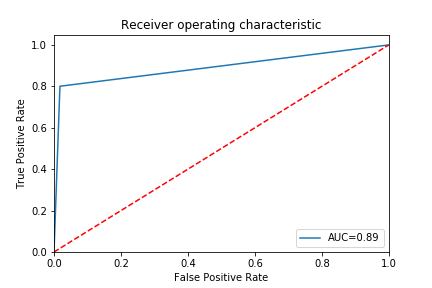 Receiver operating characteristic
True Positive Rate
1.0
0.8
0.6
0.4
0.2
0.0
AUC=0.89
0.0 0.2 0.4 0.6 0.8 1.0
False Positive Rate